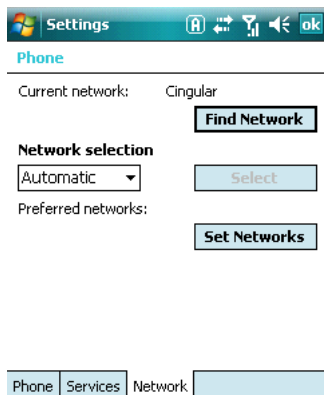 Settings A ok
Phone
Current network: Cingular
Find Network
Network selection
Automatic Select
Preferred networks:
Set Networks
Phone Services Network